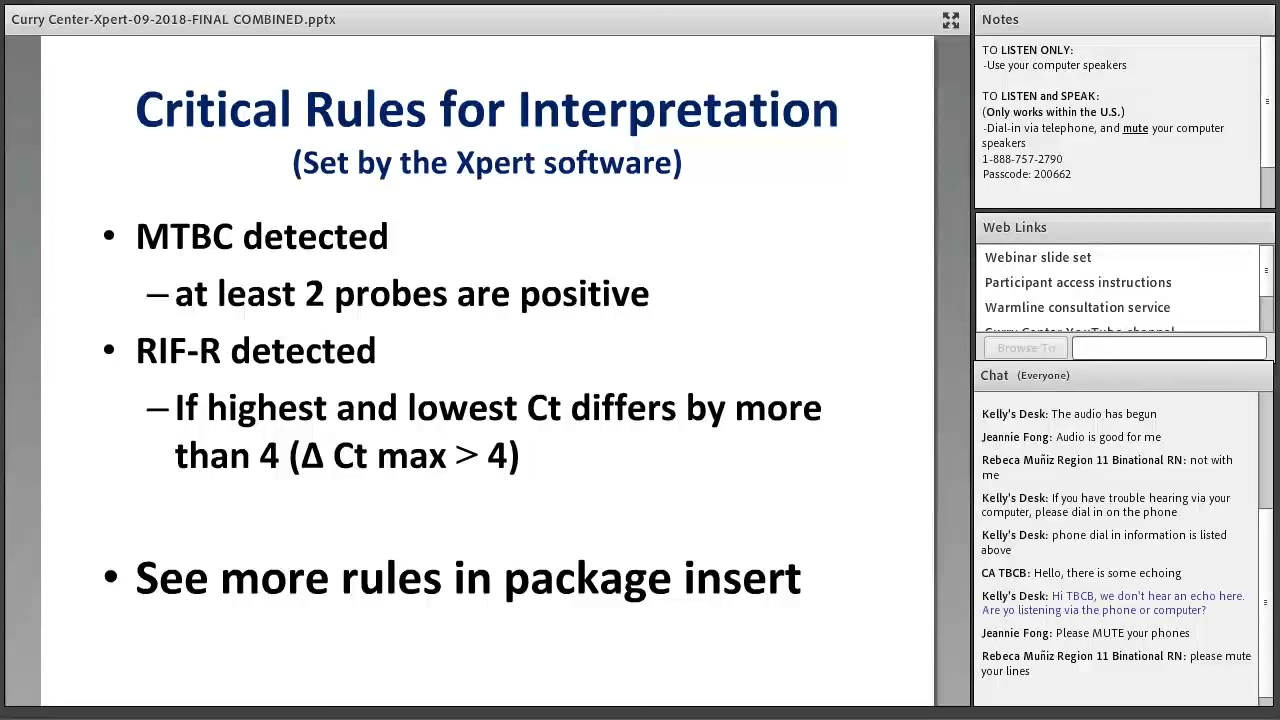 Curry Center-Xpert-09-2018-FINAL COMBINED.pptx
Critical Rules for Interpretation
(Set by the Xpert software)
• MTBC detected
– at least 2 probes are positive
• RIF-R detected
– If highest and lowest Ct differs by more
than 4 (Δ Ct max > 4)
• See more rules in package insert
Notes
TO LISTEN ONLY:
-Use your computer speakers
TO LISTEN and SPEAK:
(Only works within the U.S.)
-Dial-in via telephone, and mute your computer
speakers
1-888-757-2790
Passcode: 200662
Web Links
Webinar slide set
Participant access instructions
Warmline consultation service
Curry Center YouTube channel
Browse To
Chat (Everyone)
Kelly's Desk: The audio has begun
Jeannie Fong: Audio is good for me
Rebeca Muñiz Region 11 Binational RN: not with
me
Kelly's Desk: If you have trouble hearing via your
computer, please dial in on the phone
Kelly's Desk: phone dial in information is listed
above
CA TBCB: Hello, there is some echoing
Kelly's Desk: Hi TBCB, we don't hear an echo here.
Are yo listening via the phone or computer?
Jeannie Fong: Please MUTE your phones
Rebeca Muñiz Region 11 Binational RN: please mute
your lines